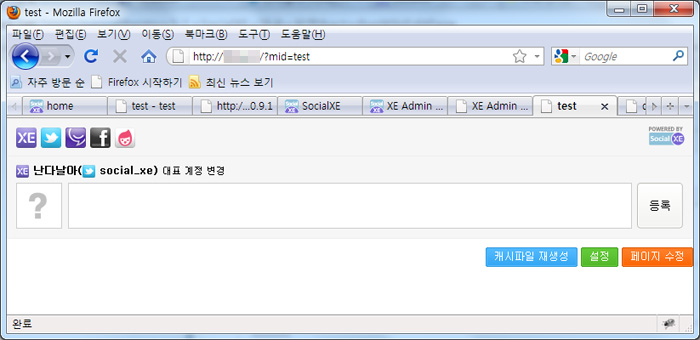 test - Mozilla Firefox
파일(F) 편집(E) 보기(V) 이동(S) 북마크(B) 도구(T) 도움말(H)
http:// /?mid=test Google
자주 방문 순 Firefox 시작하기 최신 뉴스 보기
home test - test http:/...0.9.1 SocialXE XE Admin ... XE Admin ... test
XE f POWERED BY
Social XE
XE 난다날아( social_xe) 대표 계정 변경
? 등록
캐시파일 재생성 설정 페이지 수정
완료